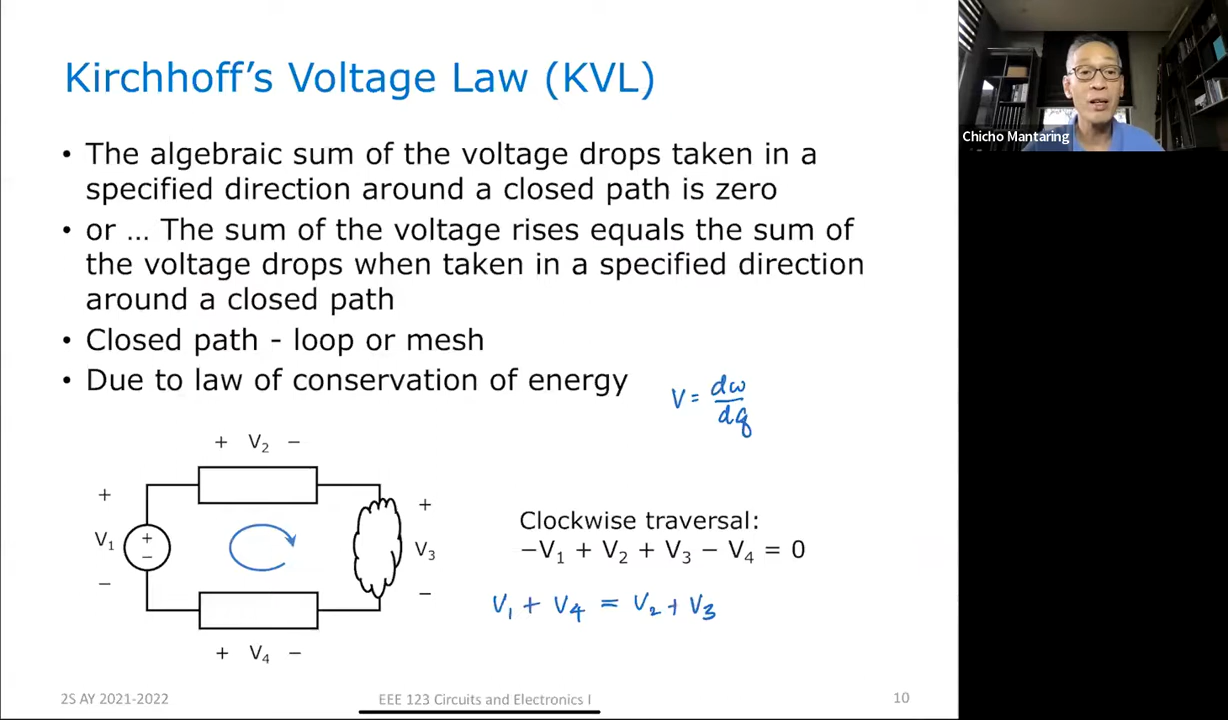 Kirchhoff's Voltage Law (KVL)
Chicho Mantaring
• The algebraic sum of the voltage drops taken in a
specified direction around a closed path is zero
• or … The sum of the voltage rises equals the sum of
the voltage drops when taken in a specified direction
around a closed path
• Closed path - loop or mesh
• Due to law of conservation of energy
V = dw/dq
+ V₂ −
+
V₁
−
+
−
+
V₃
−
+ V₄ −
Clockwise traversal:
−V₁ + V₂ + V₃ − V₄ = 0
V₁ + V₄ = V₂ + V₃
2S AY 2021-2022
EEE 123 Circuits and Electronics I
10